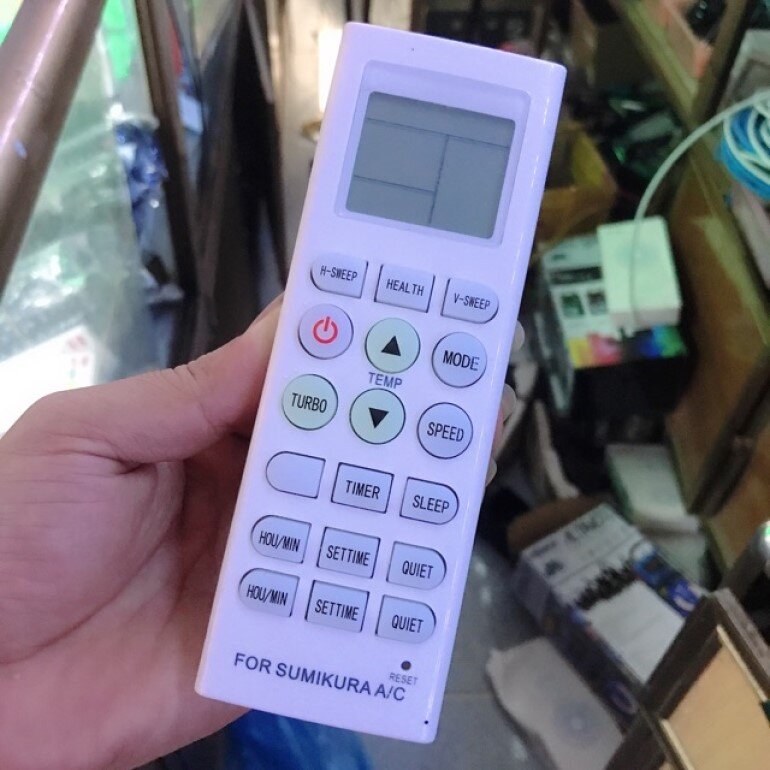 H-SWEEP HEALTH V-SWEEP
MODE
TEMP
TURBO
SPEED
TIMER SLEEP
HOU/MIN SETTIME QUIET
HOU/MIN SETTIME QUIET
RESET
FOR SUMIKURA A/C